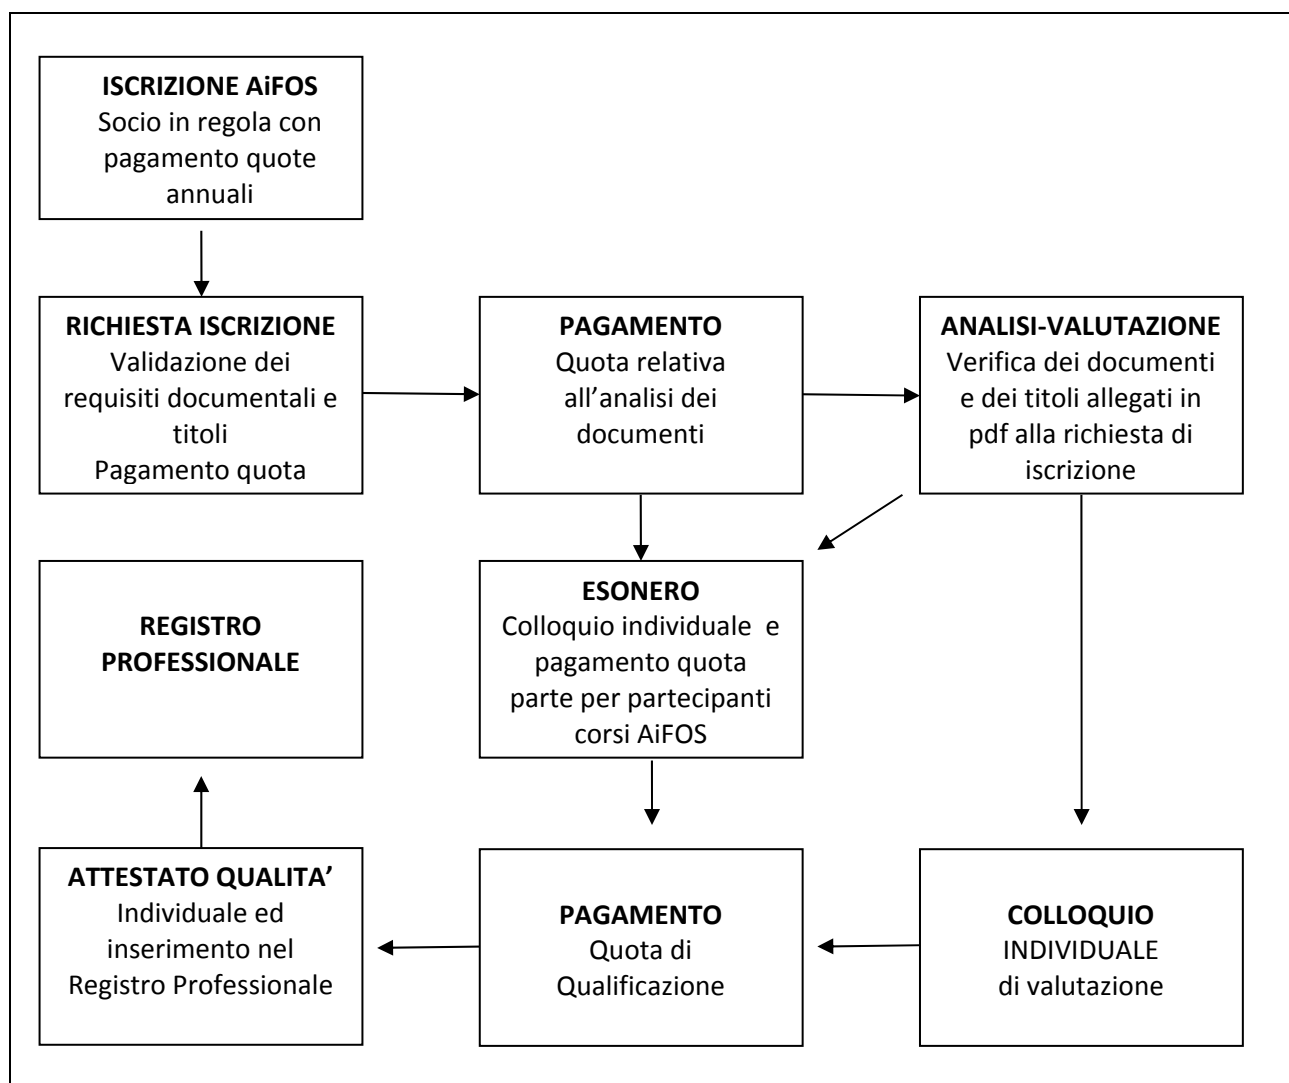 ISCRIZIONE AiFOS
Socio in regola con
pagamento quote
annuali
RICHIESTA ISCRIZIONE
Validazione dei
requisiti documentali e
titoli
Pagamento quota
PAGAMENTO
Quota relativa
all’analisi dei
documenti
ANALISI-VALUTAZIONE
Verifica dei documenti
e dei titoli allegati in
pdf alla richiesta di
iscrizione
REGISTRO
PROFESSIONALE
ESONERO
Colloquio individuale e
pagamento quota
parte per partecipanti
corsi AiFOS
ATTESTATO QUALITA’
Individuale ed
inserimento nel
Registro Professionale
PAGAMENTO
Quota di
Qualificazione
COLLOQUIO
INDIVIDUALE
di valutazione